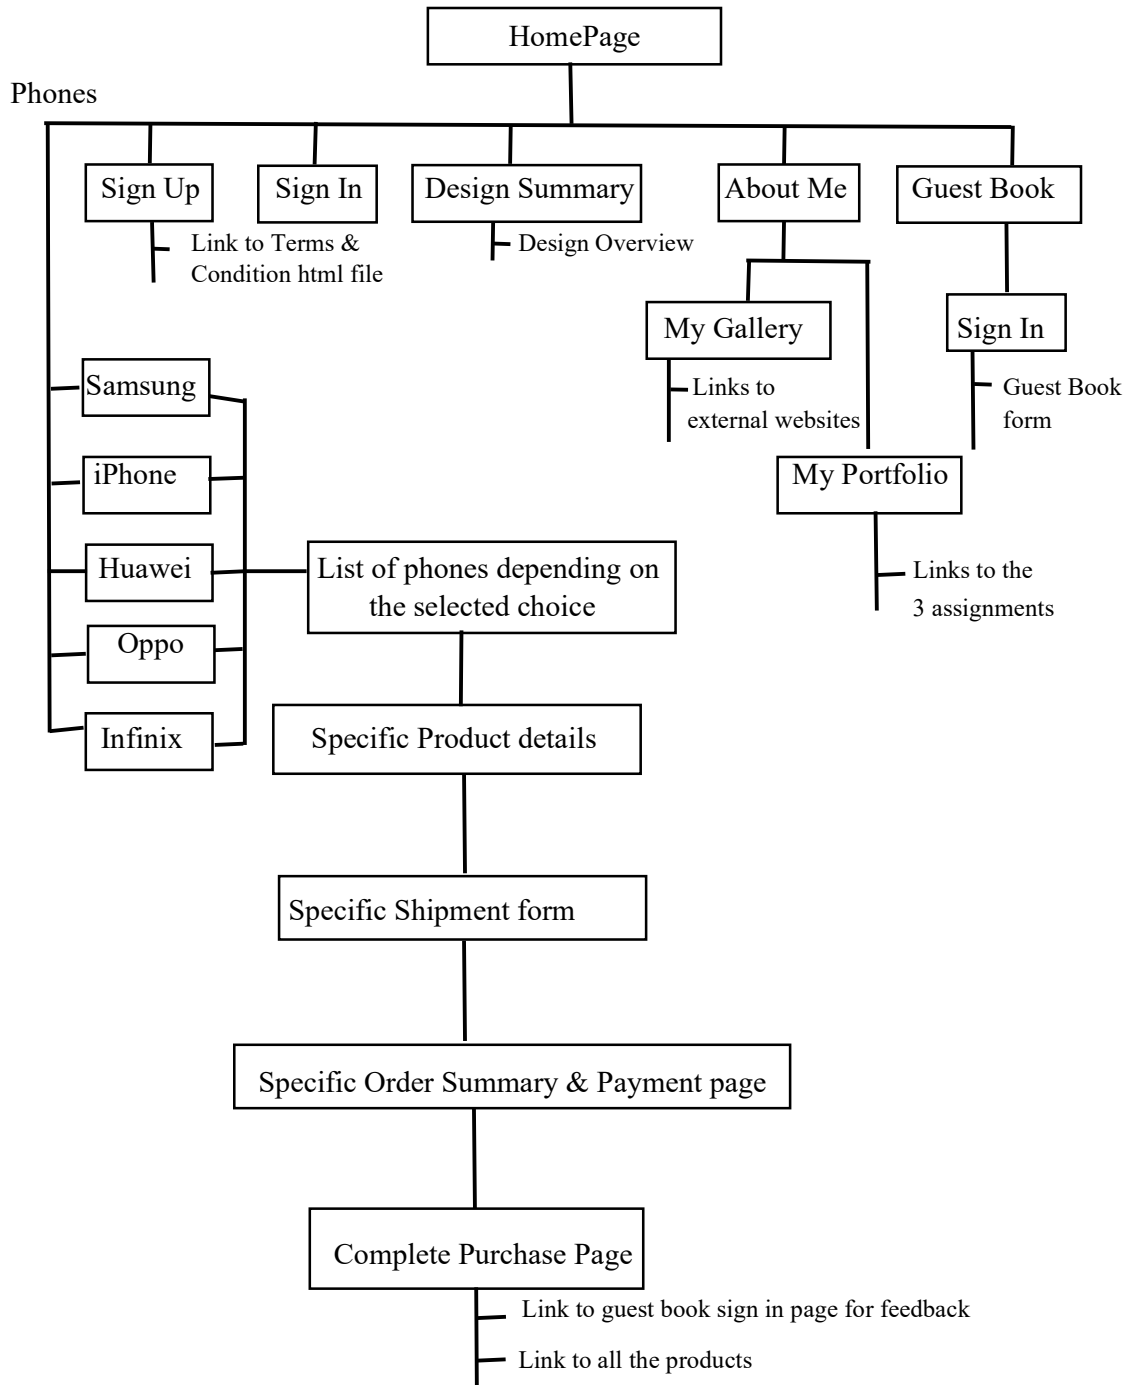 HomePage
Phones
Sign Up
Sign In
Design Summary
About Me
Guest Book
Link to Terms &
Condition html file
Design Overview
My Gallery
Sign In
Links to
external websites
Guest Book
form
Samsung
iPhone
My Portfolio
Huawei
List of phones depending on
the selected choice
Links to the
3 assignments
Oppo
Infinix
Specific Product details
Specific Shipment form
Specific Order Summary & Payment page
Complete Purchase Page
Link to guest book sign in page for feedback
Link to all the products